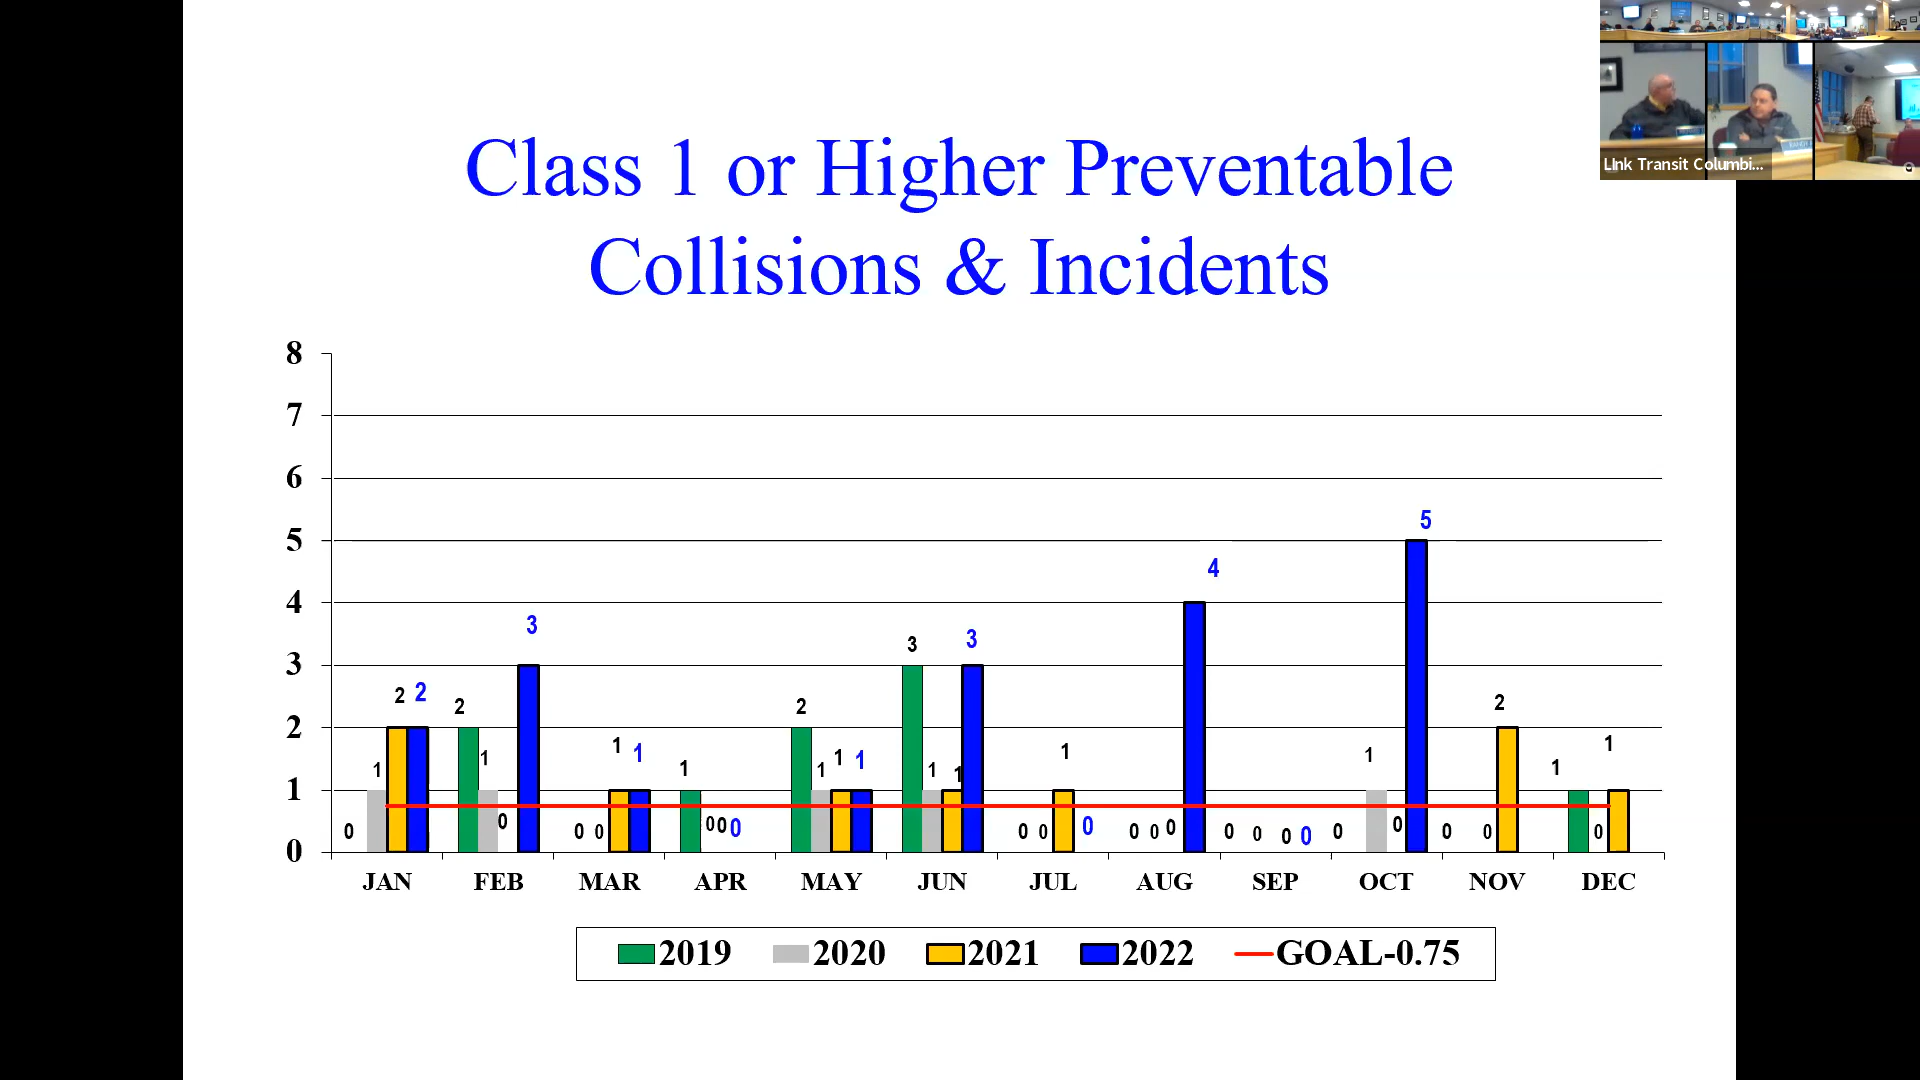 Class 1 or Higher Preventable
Collisions & Incidents
LInk Transit Columbi...
8
7
6
5
4
3
2
1
0
0 1 2 2
2 1 0 3
0 0 1 1
1 0 0 0
2 1 1 1
3 1 1 3
0 0 1 0
0 0 0 4
0 0 0 0
0 1 0 5
0 0 2
1 0 1
JAN FEB MAR APR MAY JUN JUL AUG SEP OCT NOV DEC
2019 2020 2021 2022 GOAL-0.75